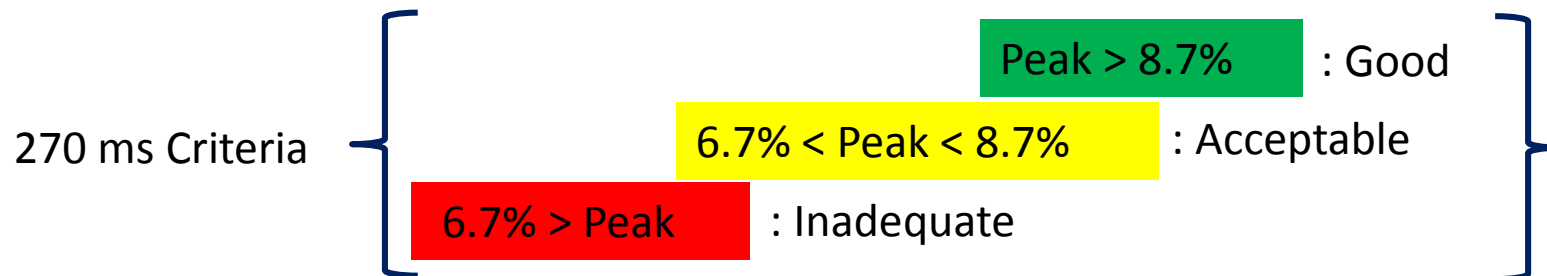 Peak > 8.7% : Good
270 ms Criteria
6.7% < Peak < 8.7% : Acceptable
6.7% > Peak : Inadequate